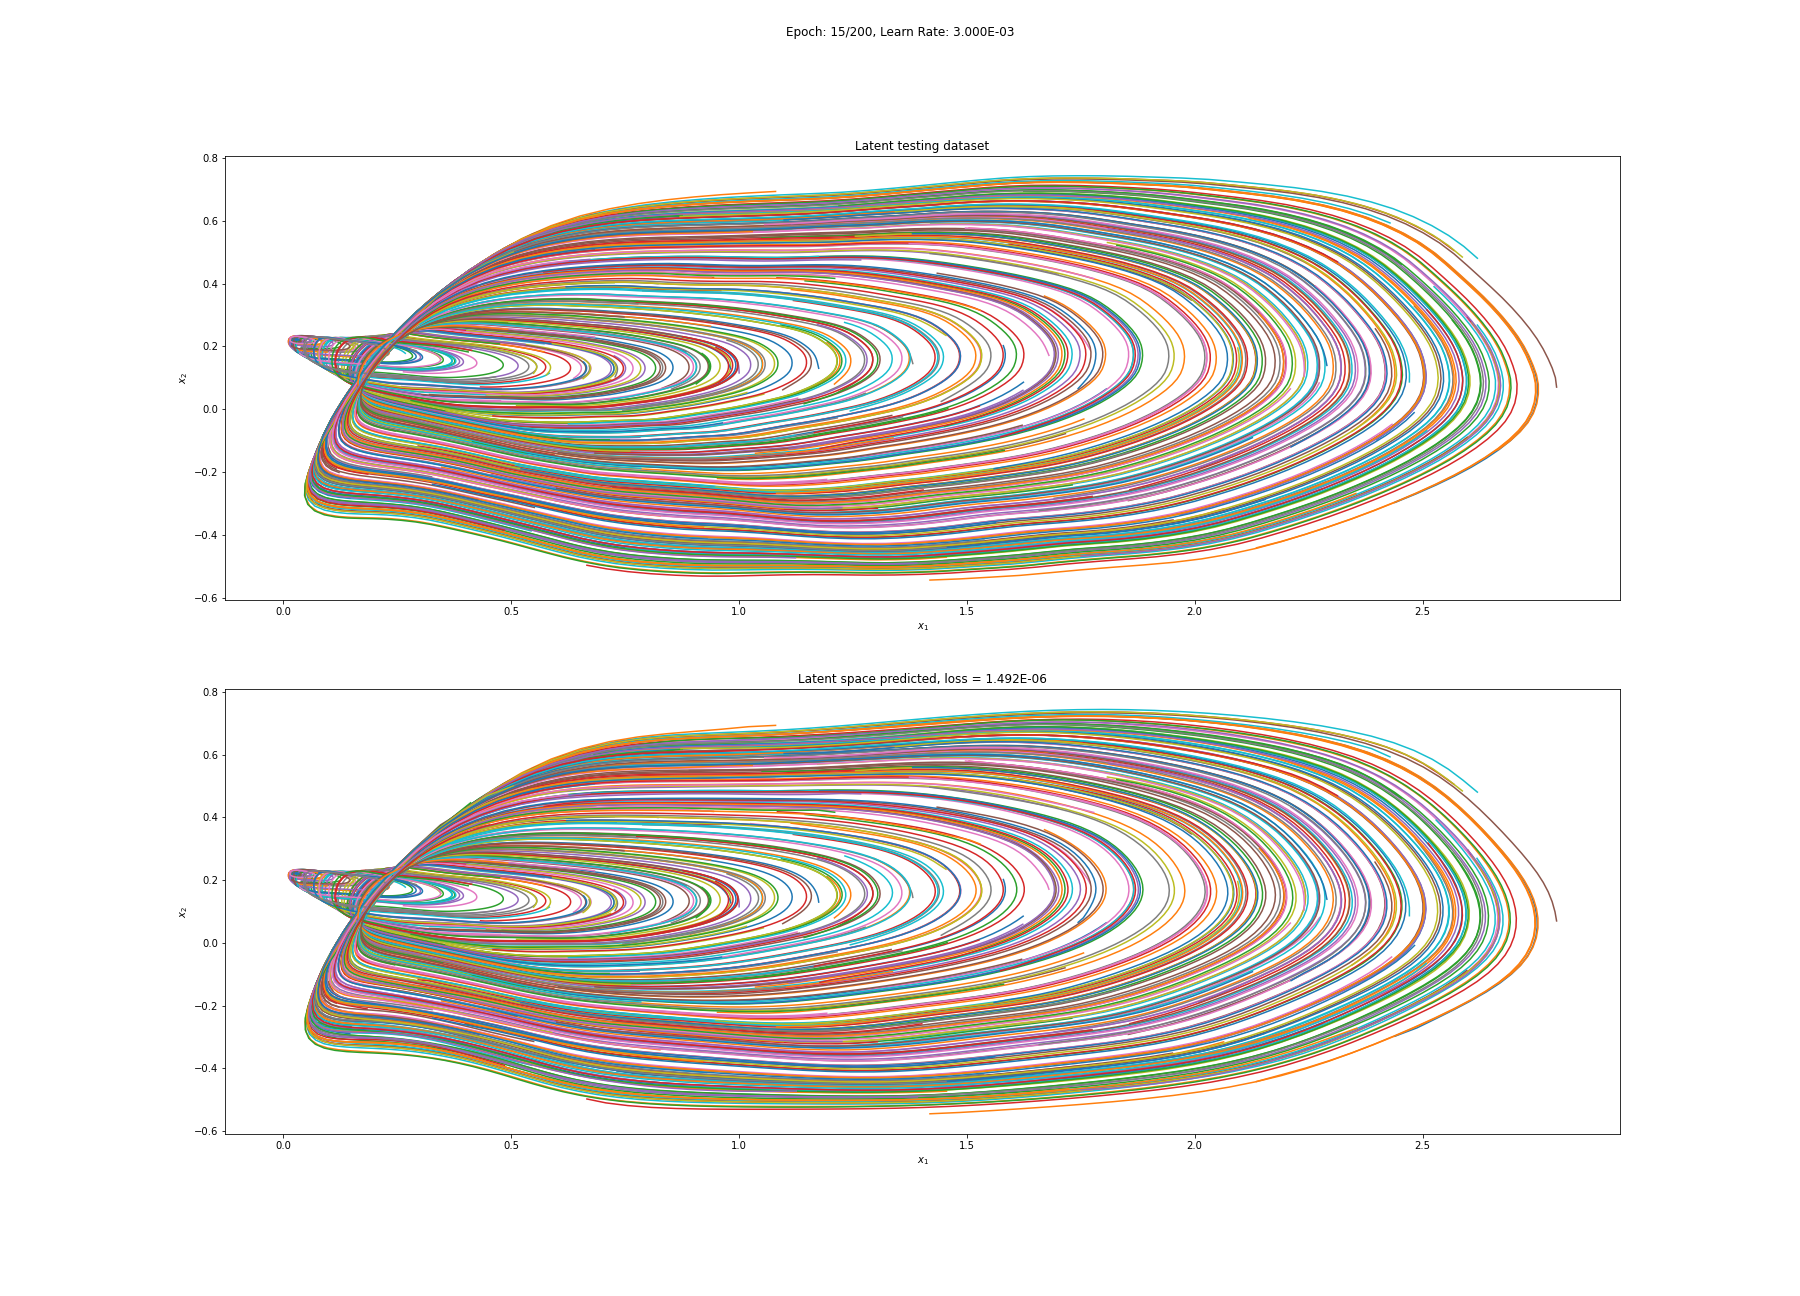 Epoch: 15/200, Learn Rate: 3.000E-03
Latent testing dataset
0.8
0.6
0.4
0.2
0.0
−0.2
−0.4
−0.6
x₂
0.0 0.5 1.0 1.5 2.0 2.5
x₁
Latent space predicted, loss = 1.492E-06
0.8
0.6
0.4
0.2
0.0
−0.2
−0.4
−0.6
x₂
0.0 0.5 1.0 1.5 2.0 2.5
x₁